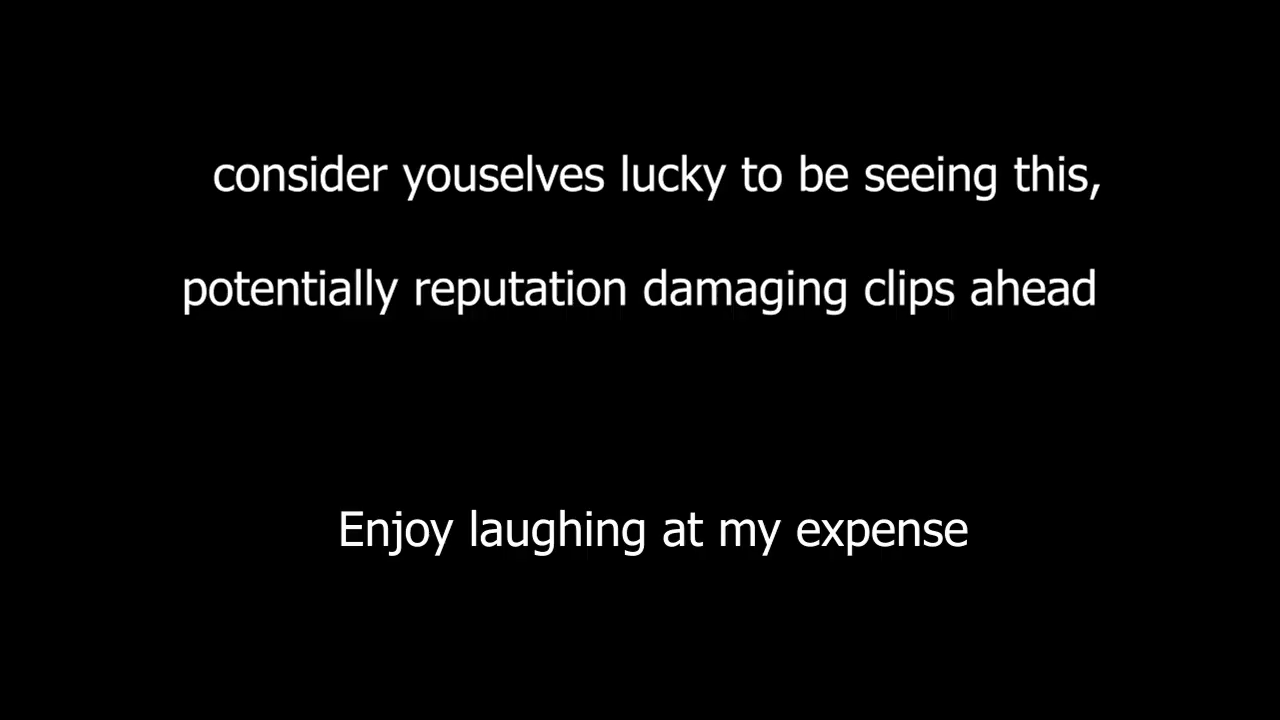 consider youselves lucky to be seeing this,
potentially reputation damaging clips ahead
Enjoy laughing at my expense